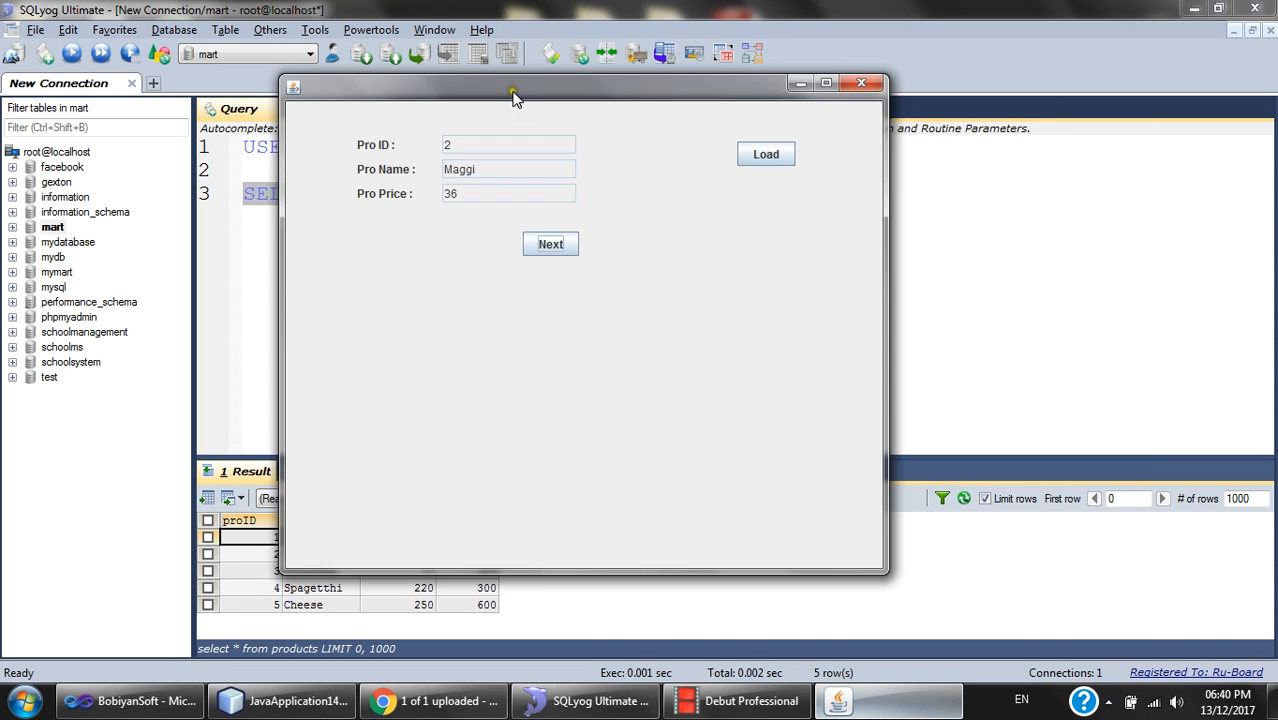 SQLyog Ultimate - [New Connection/mart - root@localhost*]
File Edit Favorites Database Table Others Tools Powertools Window Help
mart
New Connection
Filter tables in mart
Filter (Ctrl+Shift+B)
root@localhost
facebook
gexton
information
information_schema
mart
mydatabase
mydb
mymart
mysql
performance_schema
phpmyadmin
schoolmanagement
schoolms
schoolsystem
test
Query
Autocomplete: and Routine Parameters.
1 USE
2
3 SEL
Pro ID : 2
Load
Pro Name : Maggi
Pro Price : 36
Next
1 Result
(Rea Limit rows First row 0 # of rows 1000
proID
1
2
3
4 Spagetthi 220 300
5 Cheese 250 600
select * from products LIMIT 0, 1000
Ready Exec: 0.001 sec Total: 0.002 sec 5 row(s) Connections: 1 Registered To: Ru-Board
BobiyanSoft - Mic... JavaApplication14... 1 of 1 uploaded - ... SQLyog Ultimate ... Debut Professional EN 06:40 PM
13/12/2017